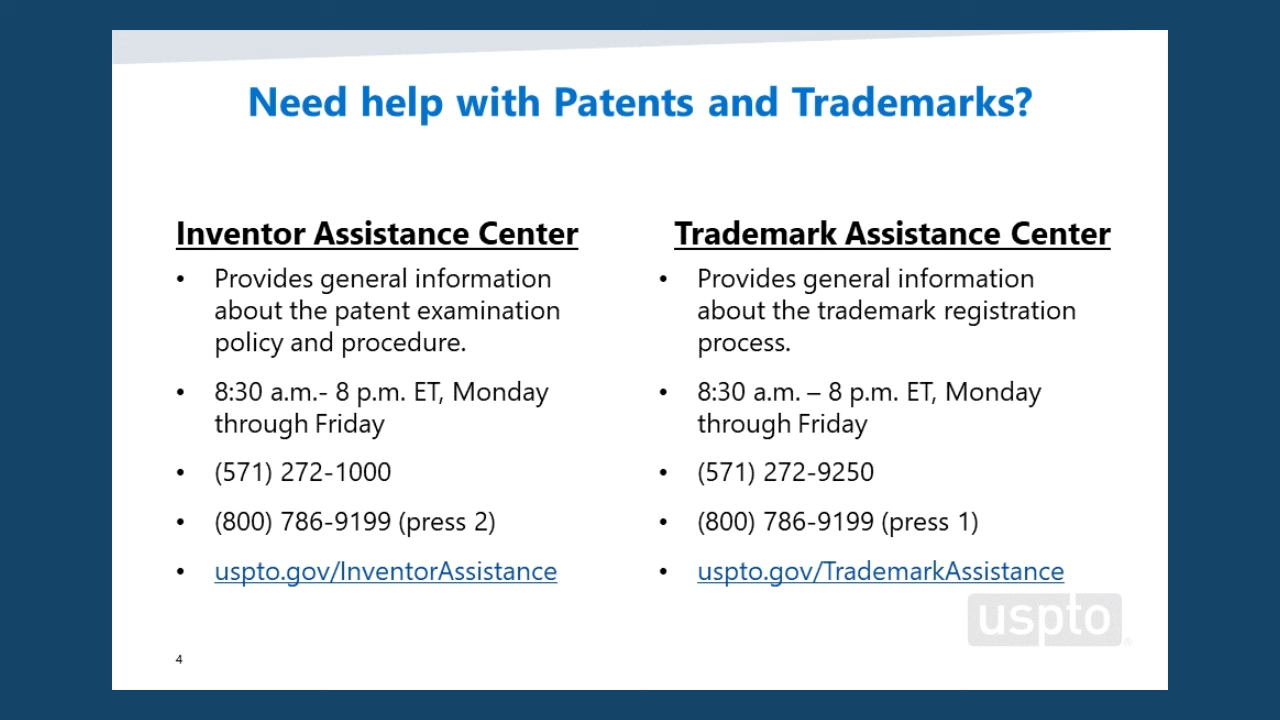 Need help with Patents and Trademarks?
Inventor Assistance Center
• Provides general information
about the patent examination
policy and procedure.
• 8:30 a.m.- 8 p.m. ET, Monday
through Friday
• (571) 272-1000
• (800) 786-9199 (press 2)
• uspto.gov/InventorAssistance
Trademark Assistance Center
• Provides general information
about the trademark registration
process.
• 8:30 a.m. – 8 p.m. ET, Monday
through Friday
• (571) 272-9250
• (800) 786-9199 (press 1)
• uspto.gov/TrademarkAssistance
uspto®
4